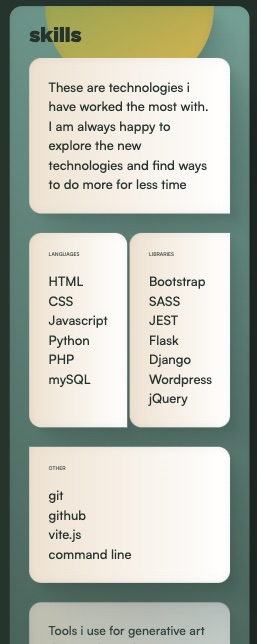 skills
These are technologies i
have worked the most with.
I am always happy to
explore the new
technologies and find ways
to do more for less time
LANGUAGES
HTML
CSS
Javascript
Python
PHP
mySQL
LIBRARIES
Bootstrap
SASS
JEST
Flask
Django
Wordpress
jQuery
OTHER
git
github
vite.js
command line
Tools i use for generative art